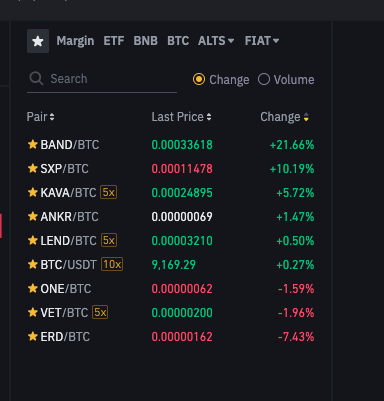 Margin ETF BNB BTC ALTS FIAT
Search Change Volume
Pair Last Price Change
BAND/BTC 0.00033618 +21.66%
SXP/BTC 0.00011478 +10.19%
KAVA/BTC 5x 0.00024895 +5.72%
ANKR/BTC 0.00000069 +1.47%
LEND/BTC 5x 0.00003210 +0.50%
BTC/USDT 10x 9,169.29 +0.27%
ONE/BTC 0.00000062 -1.59%
VET/BTC 5x 0.00000200 -1.96%
ERD/BTC 0.00000162 -7.43%